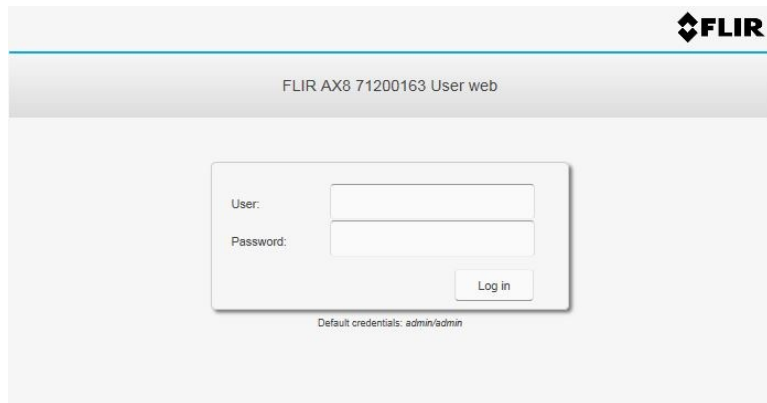 FLIR
FLIR AX8 71200163 User web
User:
Password:
Log in
Default credentials: admin/admin